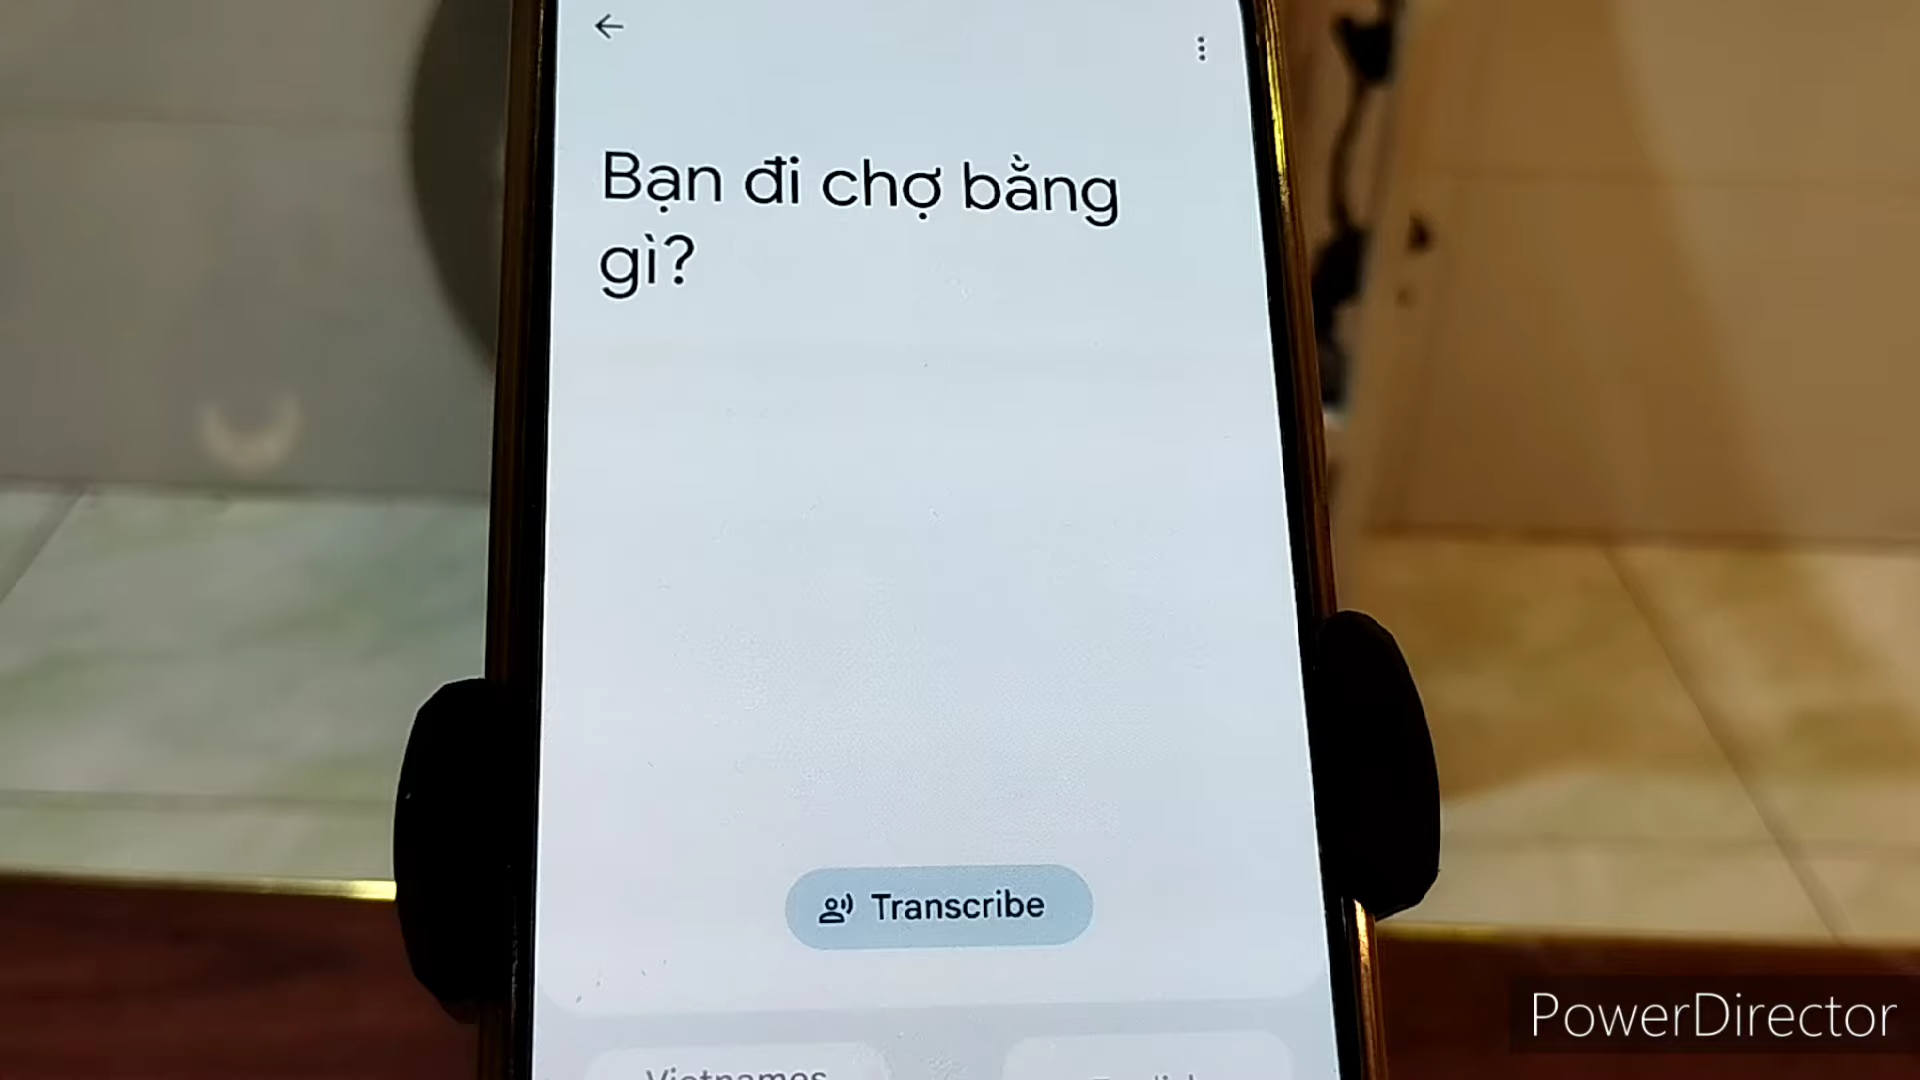 Bạn đi chợ bằng
gì?
Transcribe
PowerDirector